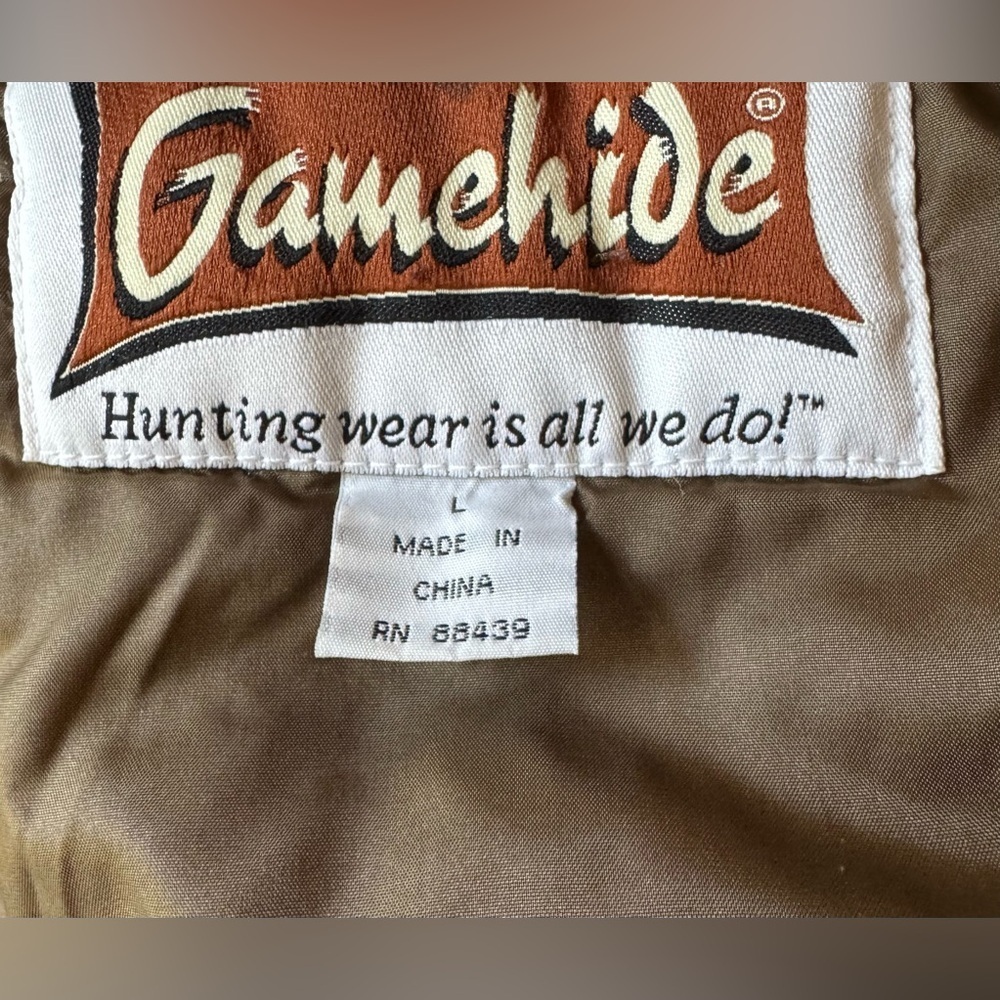 Gamehide®
Hunting wear is all we do!™
L
MADE IN
CHINA
RN 88439